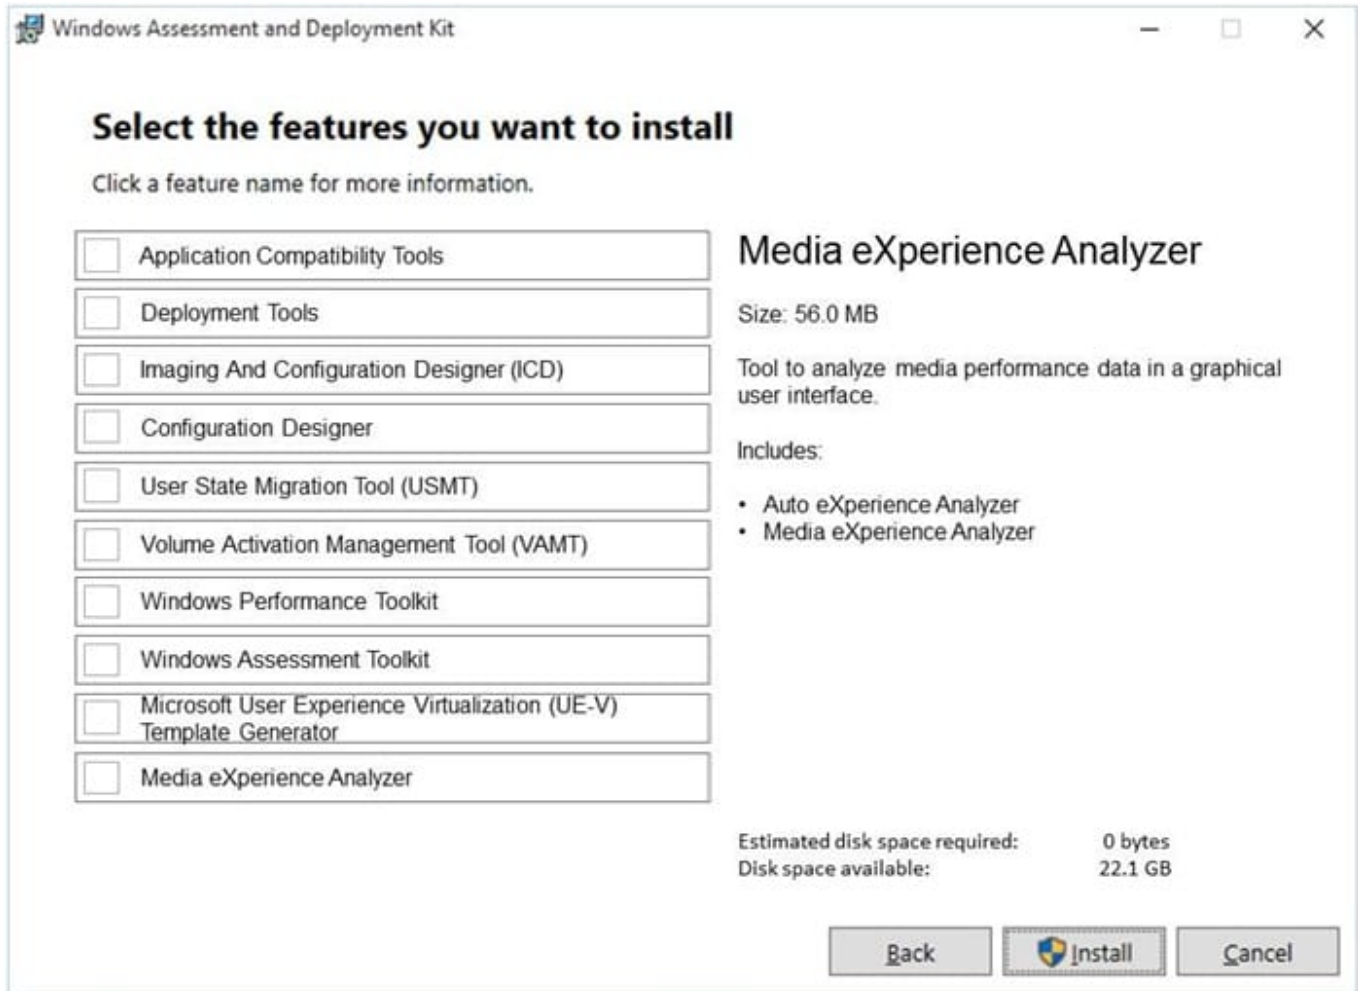 Windows Assessment and Deployment Kit
Select the features you want to install
Click a feature name for more information.
Application Compatibility Tools
Deployment Tools
Imaging And Configuration Designer (ICD)
Configuration Designer
User State Migration Tool (USMT)
Volume Activation Management Tool (VAMT)
Windows Performance Toolkit
Windows Assessment Toolkit
Microsoft User Experience Virtualization (UE-V)
Template Generator
Media eXperience Analyzer
Media eXperience Analyzer
Size: 56.0 MB
Tool to analyze media performance data in a graphical
user interface.
Includes:
• Auto eXperience Analyzer
• Media eXperience Analyzer
Estimated disk space required: 0 bytes
Disk space available: 22.1 GB
Back
Install
Cancel